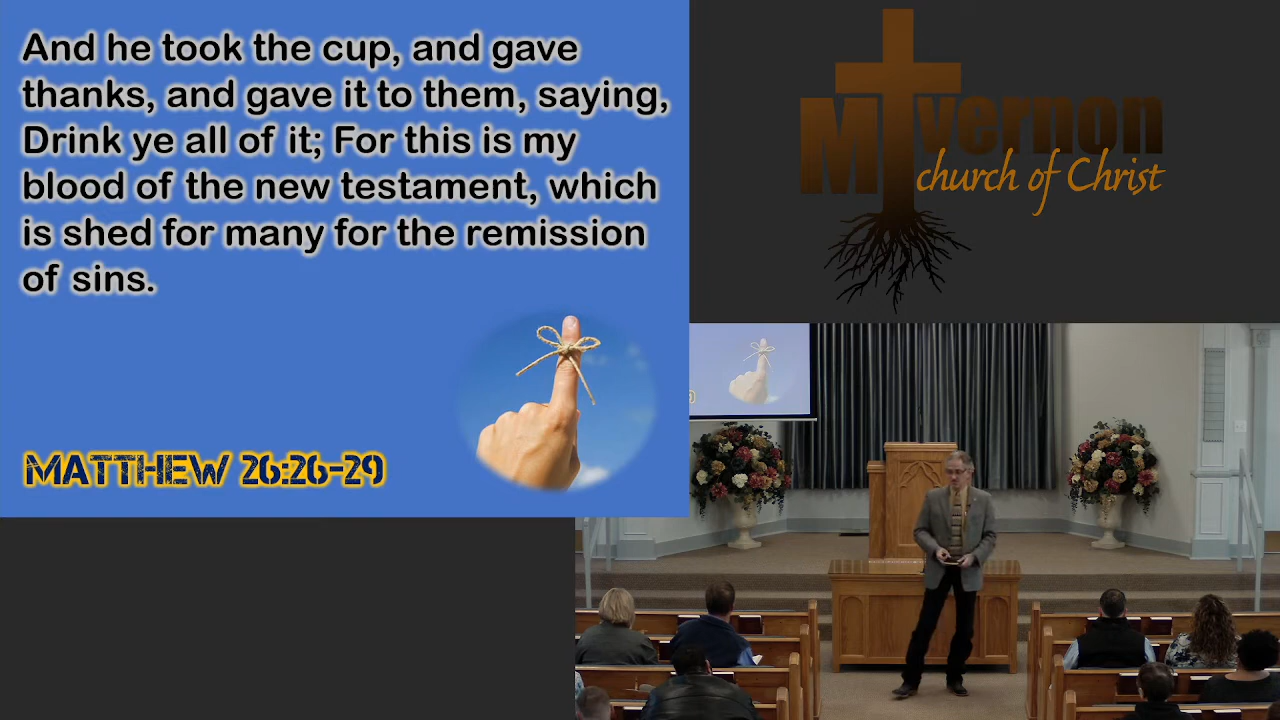 And he took the cup, and gave
thanks, and gave it to them, saying,
Drink ye all of it; For this is my
blood of the new testament, which
is shed for many for the remission
of sins.
MATTHEW 26:26-29
Mt vernon
church of Christ